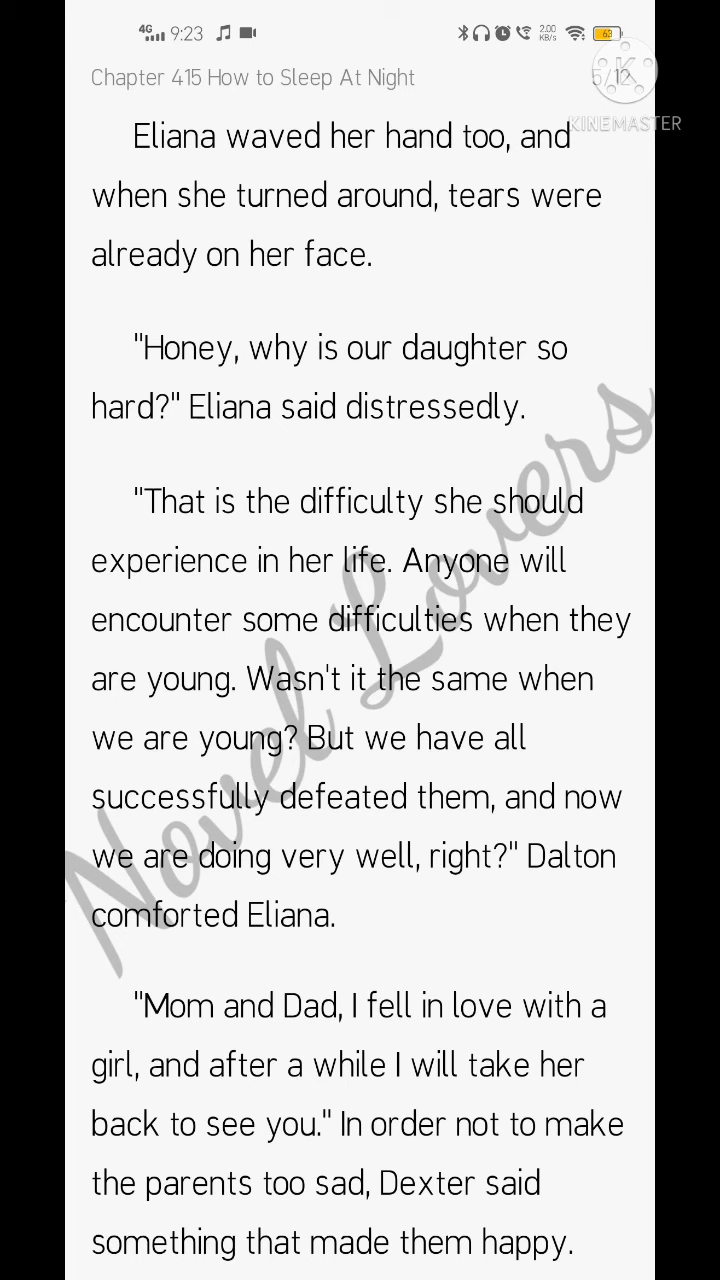 4G 9:23 2.00 KB/s 63
Chapter 415 How to Sleep At Night 5/12
KINEMASTER
Eliana waved her hand too, and
when she turned around, tears were
already on her face.
"Honey, why is our daughter so
hard?" Eliana said distressedly.
"That is the difficulty she should
experience in her life. Anyone will
encounter some difficulties when they
are young. Wasn't it the same when
we are young? But we have all
successfully defeated them, and now
we are doing very well, right?" Dalton
comforted Eliana.
"Mom and Dad, I fell in love with a
girl, and after a while I will take her
back to see you." In order not to make
the parents too sad, Dexter said
something that made them happy.
Novel Lovers